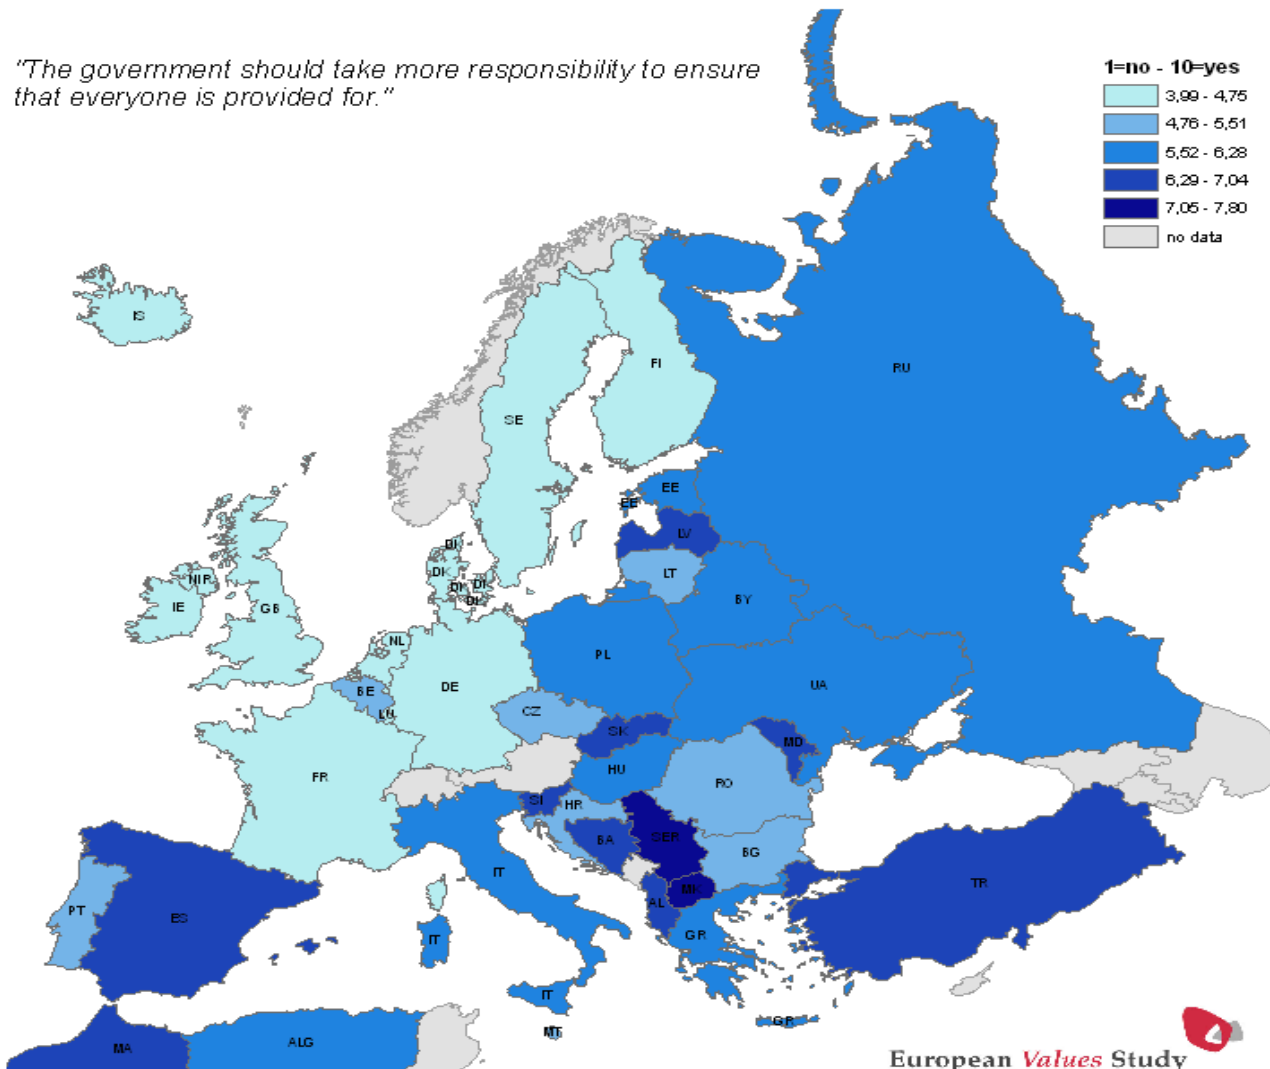 "The government should take more responsibility to ensure
that everyone is provided for."
1=no - 10=yes
3,99 - 4,75
4,76 - 5,51
5,52 - 6,28
6,29 - 7,04
7,05 - 7,80
no data
IS
FI
RU
SE
EE
EE
LV
LT
DK
NIR
IE
GB
BY
NL
PL
BE
DE
UA
LU
CZ
SK
MD
FR
HU
RO
SI
HR
SER
BA
BG
IT
TR
MK
AL
PT
ES
IT
GR
IT
GR
MT
MA
ALG
European Values Study